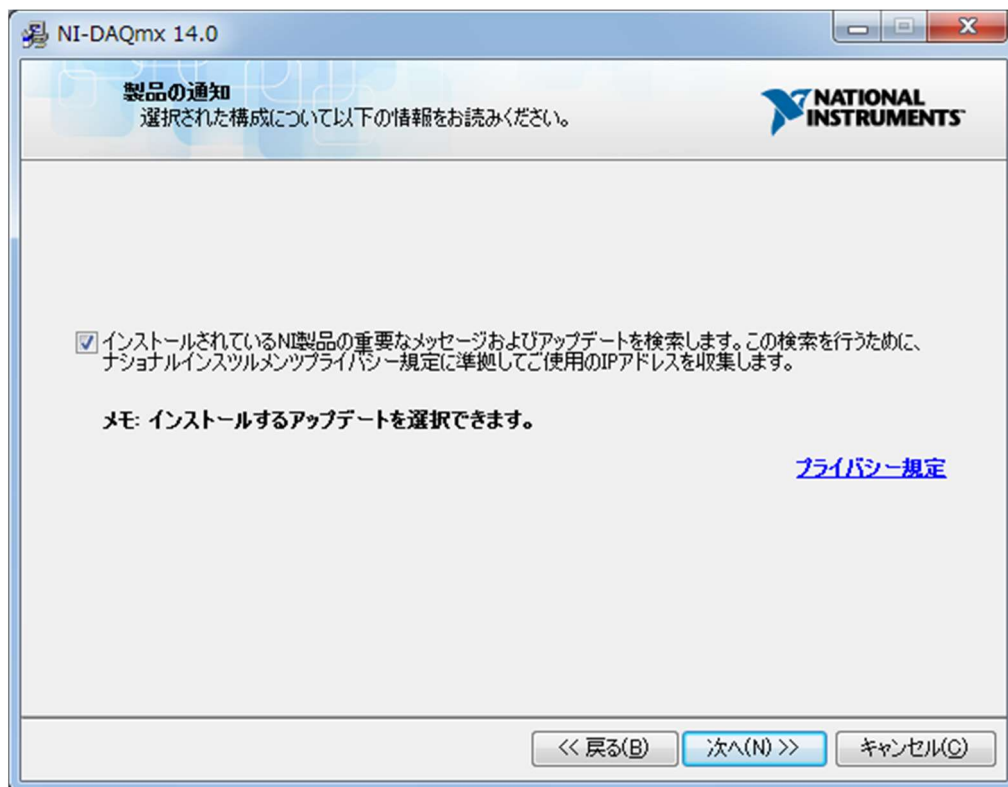 NI-DAQmx 14.0
製品の通知
選択された構成について以下の情報をお読みください。
NATIONAL
INSTRUMENTS™
インストールされているNI製品の重要なメッセージおよびアップデートを検索します。この検索を行うために、
ナショナルインスツルメンツプライバシー規定に準拠してご使用のIPアドレスを収集します。
メモ: インストールするアップデートを選択できます。
プライバシー規定
<< 戻る(B)
次へ(N) >>
キャンセル(C)